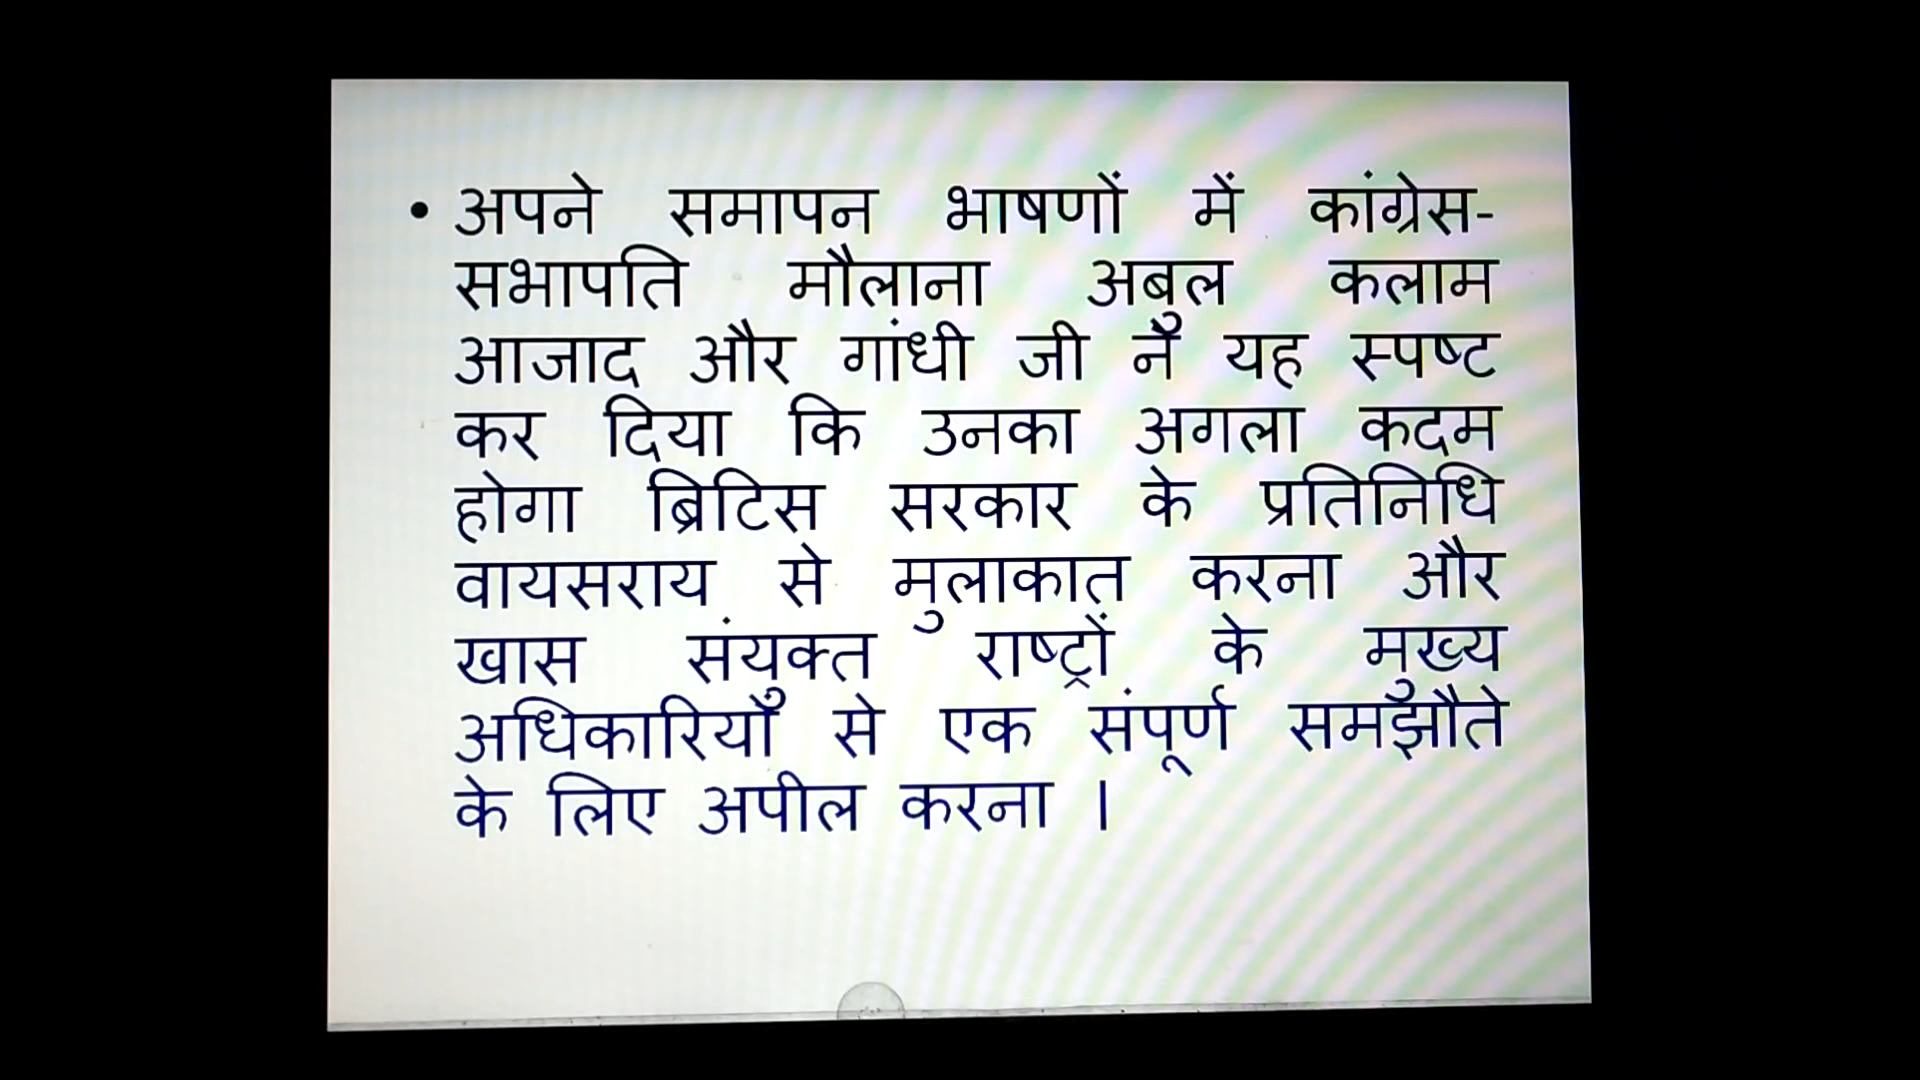 • अपने समापन भाषणों में कांग्रेस-
सभापति मौलाना अबुल कलाम
आजाद और गांधी जी ने यह स्पष्ट
कर दिया कि उनका अगला कदम
होगा ब्रिटिस सरकार के प्रतिनिधि
वायसराय से मुलाकात करना और
खास संयुक्त राष्ट्रों के मुख्य
अधिकारियों से एक संपूर्ण समझौते
के लिए अपील करना ।